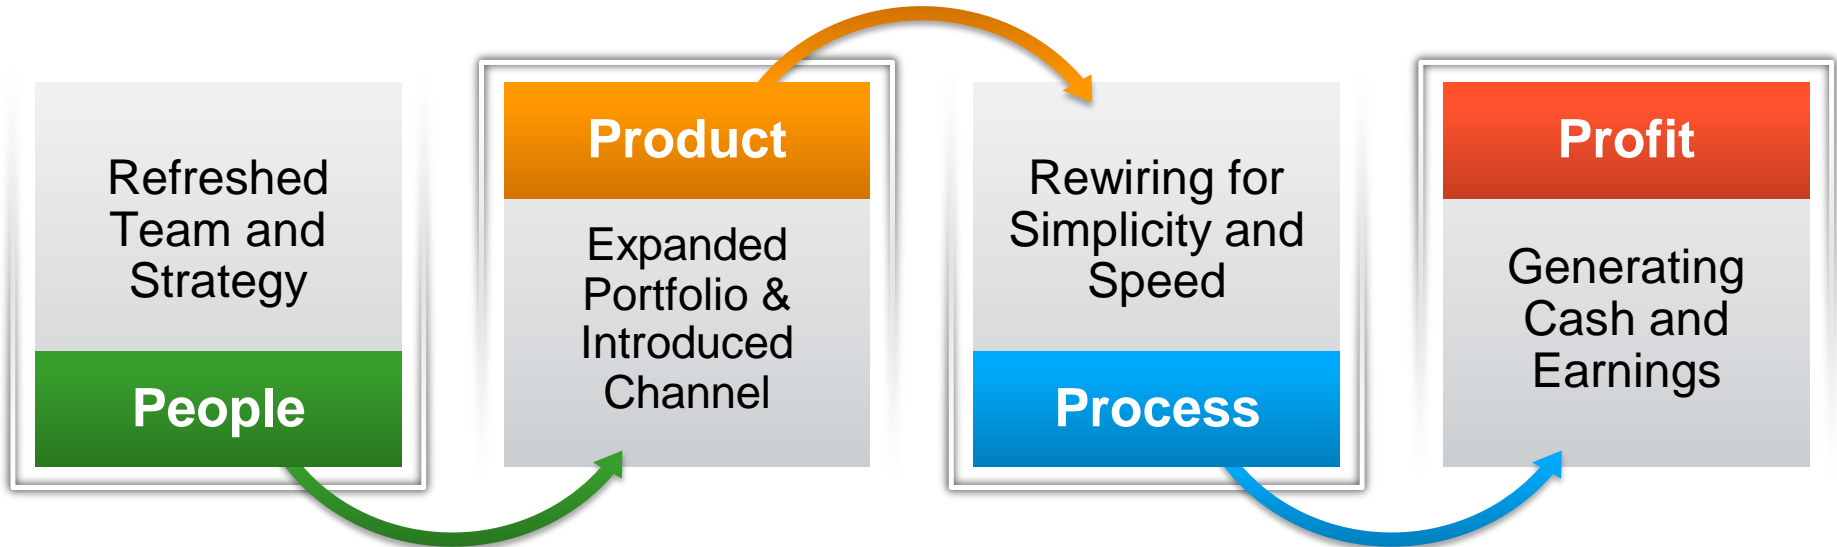 Refreshed
Team and
Strategy
People
Product
Expanded
Portfolio &
Introduced
Channel
Rewiring for
Simplicity and
Speed
Process
Profit
Generating
Cash and
Earnings